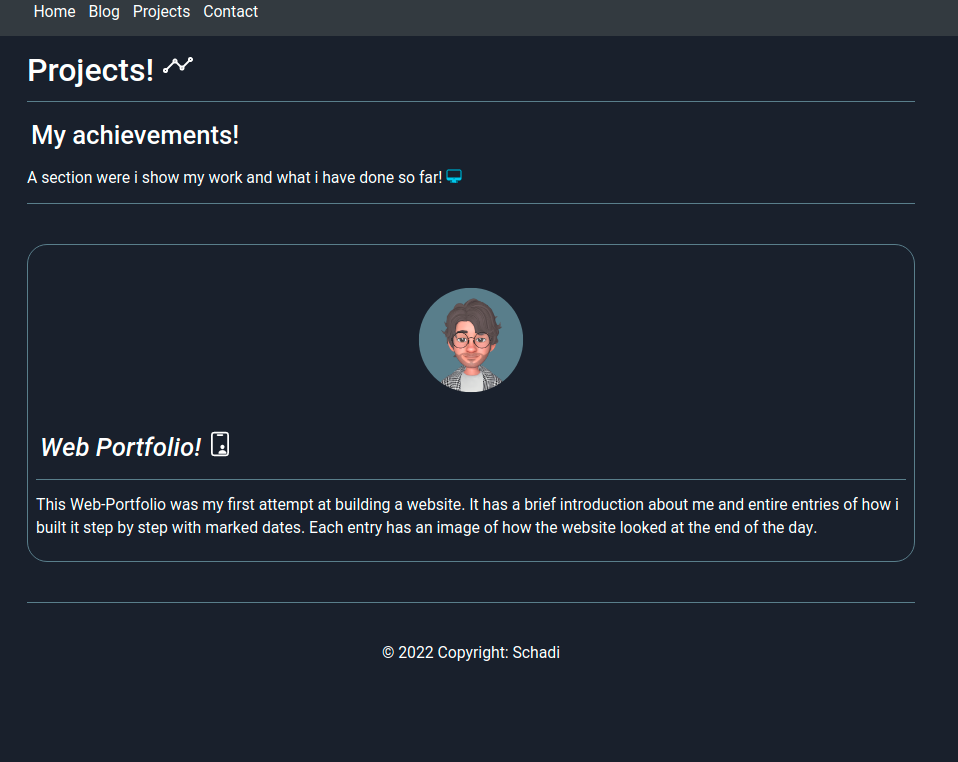 Home Blog Projects Contact
Projects!
My achievements!
A section were i show my work and what i have done so far!
Web Portfolio!
This Web-Portfolio was my first attempt at building a website. It has a brief introduction about me and entire entries of how i
built it step by step with marked dates. Each entry has an image of how the website looked at the end of the day.
© 2022 Copyright: Schadi